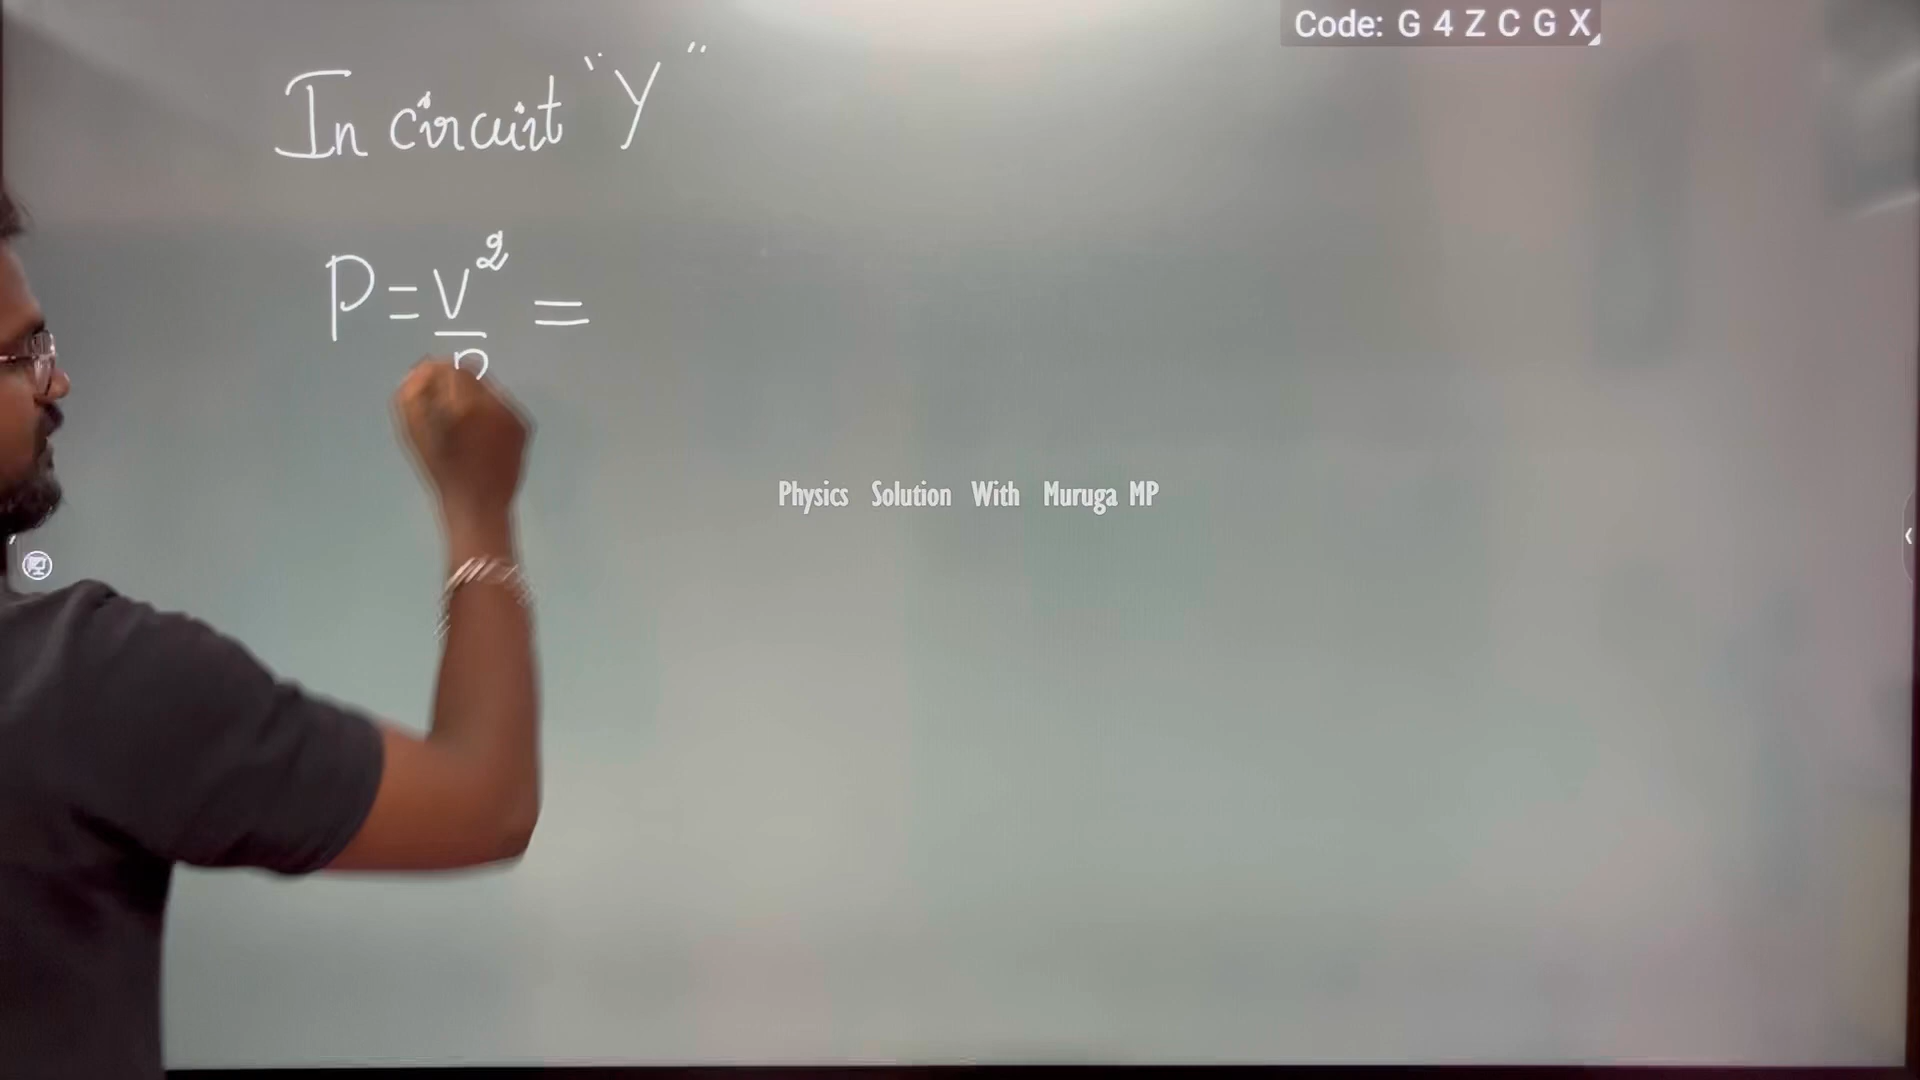 Code: G 4 Z C G X
In circuit "Y"
P = V² =
R
Physics Solution With Muruga MP